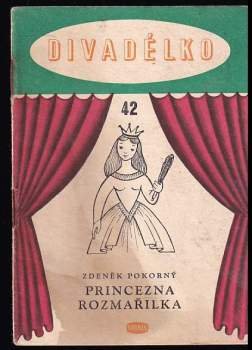 DIVADÉLKO
42
ZDENĚK POKORNÝ
PRINCEZNA
ROZMAŘILKA